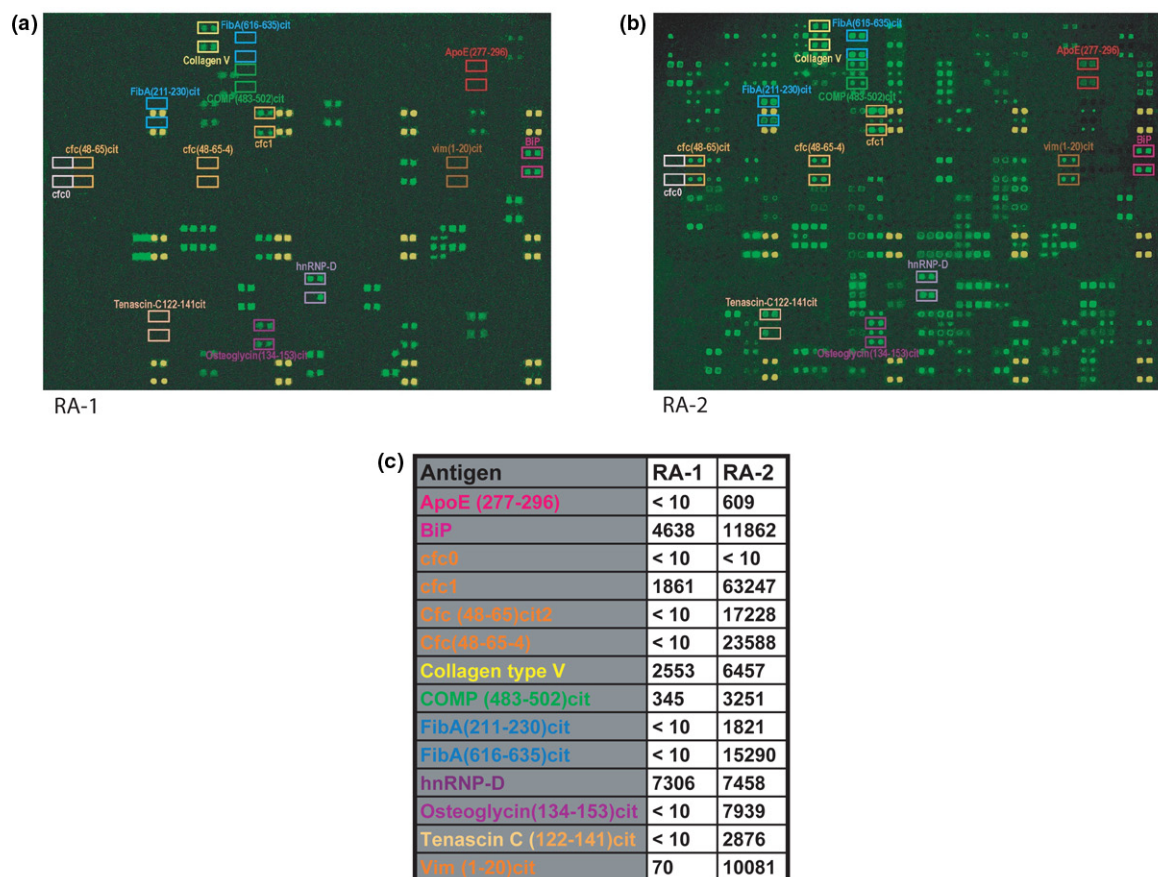 (a)
FibA(616-635)cit
Collagen V
ApoE(277-296)
COMP(483-502)cit
FibA(211-230)cit
cfc1
cfc(48-65)cit
cfc(48-65-4)
vim(1-20)cit
BiP
cfc0
hnRNP-D
Tenascin-C122-141cit
Osteoglycin(134-153)cit
RA-1
(b)
FibA(615-635)cit
Collagen V
ApoE(277-296)
COMP(483-502)cit
FibA(211-230)cit
cfc1
cfc(48-65)cit
cfc(48-65-4)
vim(1-20)cit
BiP
cfc0
hnRNP-D
Tenascin-C122-141cit
Osteoglycin(134-153)cit
RA-2
(c)
Antigen RA-1 RA-2
ApoE (277-296) < 10 609
BiP 4638 11862
cfc0 < 10 < 10
cfc1 1861 63247
Cfc (48-65)cit2 < 10 17228
Cfc(48-65-4) < 10 23588
Collagen type V 2553 6457
COMP (483-502)cit 345 3251
FibA(211-230)cit < 10 1821
FibA(616-635)cit < 10 15290
hnRNP-D 7306 7458
Osteoglycin(134-153)cit < 10 7939
Tenascin C (122-141)cit < 10 2876
Vim (1-20)cit 70 10081